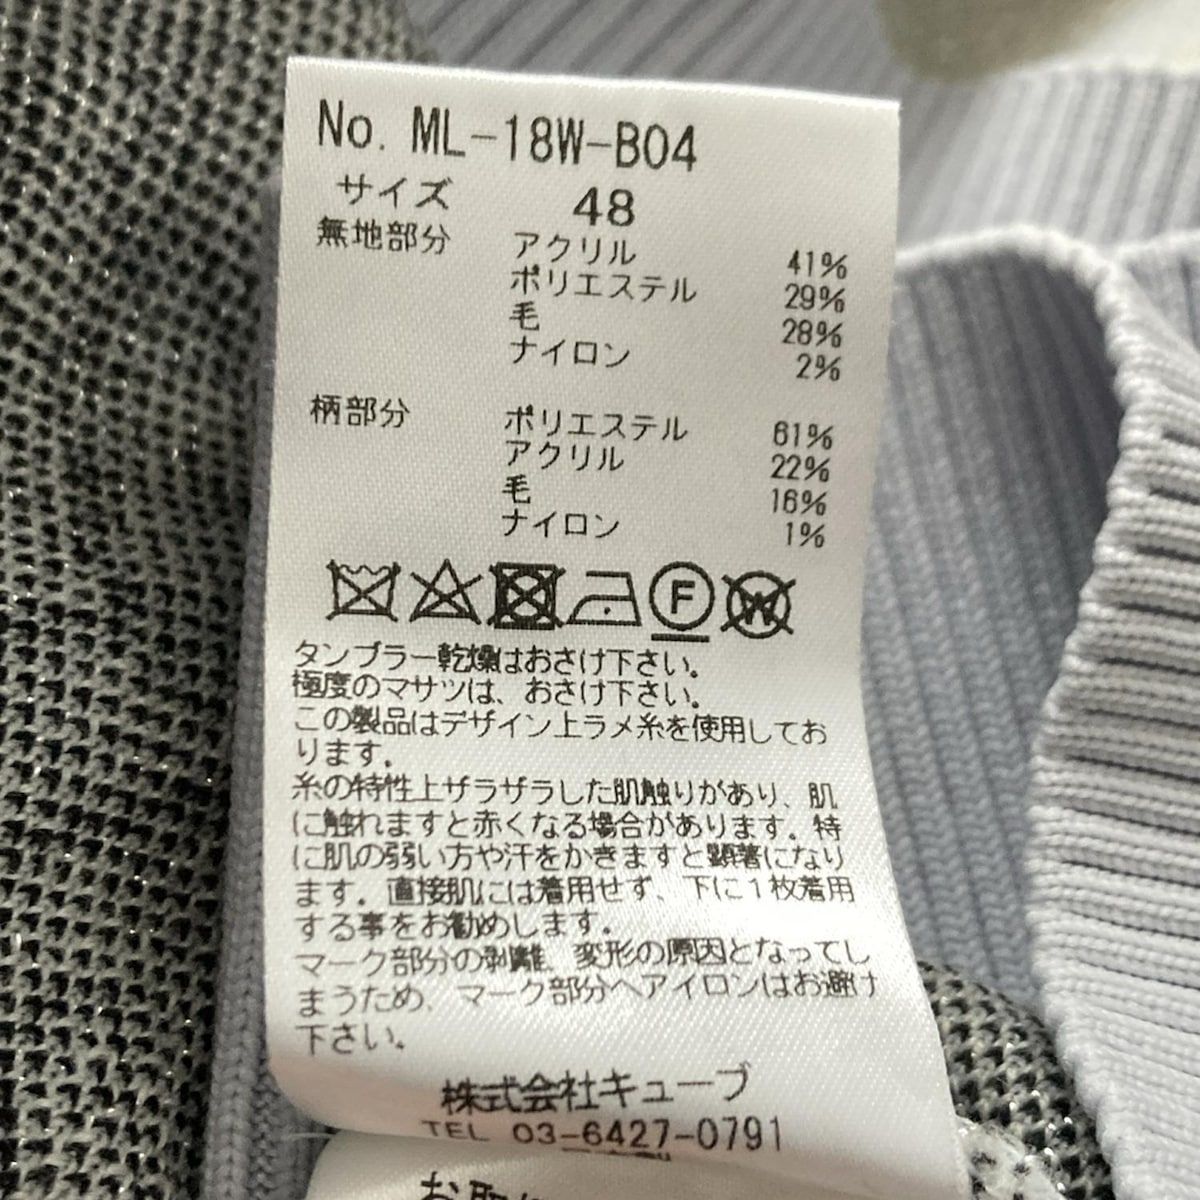 No. ML-18W-B04
サイズ 48
無地部分 アクリル 41%
ポリエステル 29%
毛 28%
ナイロン 2%
柄部分 ポリエステル 61%
アクリル 22%
毛 16%
ナイロン 1%
F W
タンブラー乾燥はおさけ下さい。
極度のマサツは、おさけ下さい。
この製品はデザイン上ラメ糸を使用してお
ります。
糸の特性上ザラザラした肌触りがあり、肌
に触れますと赤くなる場合があります。特
に肌の弱い方や汗をかきますと顕著になり
ます。直接肌には着用せず、下に1枚着用
する事をお勧めします。
マーク部分の剥離、変形の原因となってし
まうため、マーク部分へアイロンはお避け
下さい。
株式会社キューブ
TEL 03-6427-0791